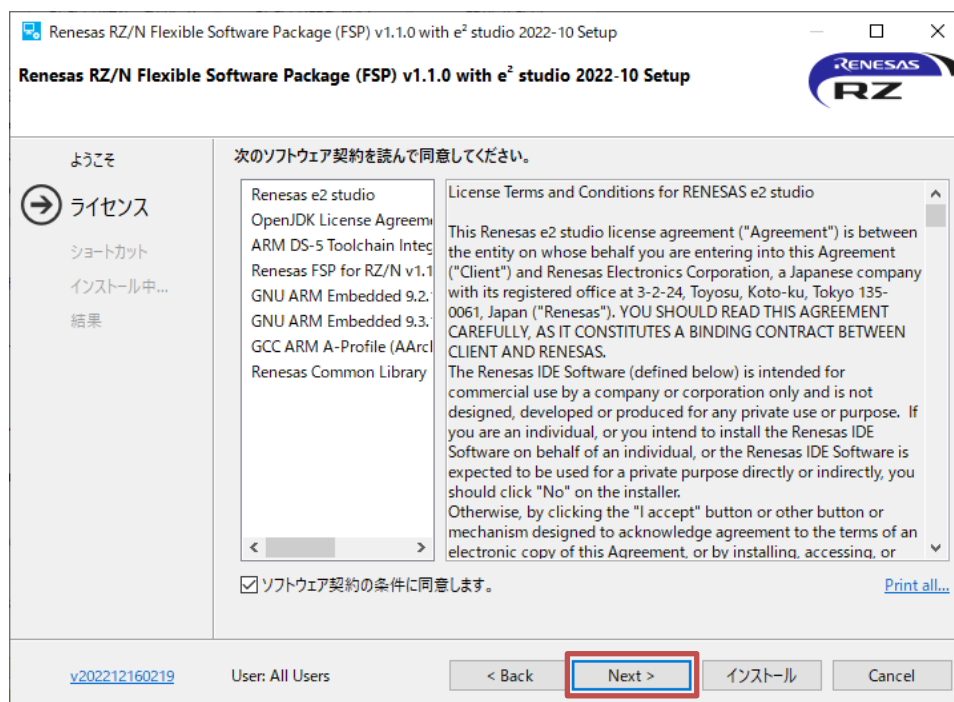 Renesas RZ/N Flexible Software Package (FSP) v1.1.0 with e² studio 2022-10 Setup
Renesas RZ/N Flexible Software Package (FSP) v1.1.0 with e² studio 2022-10 Setup
RENESAS
RZ
ようこそ
ライセンス
ショートカット
インストール中...
結果
次のソフトウェア契約を読んで同意してください。
Renesas e2 studio
OpenJDK License Agreem
ARM DS-5 Toolchain Integ
Renesas FSP for RZ/N v1.1
GNU ARM Embedded 9.2.
GNU ARM Embedded 9.3.
GCC ARM A-Profile (AArcl
Renesas Common Library
License Terms and Conditions for RENESAS e2 studio
This Renesas e2 studio license agreement ("Agreement") is between
the entity on whose behalf you are entering into this Agreement
("Client") and Renesas Electronics Corporation, a Japanese company
with its registered office at 3-2-24, Toyosu, Koto-ku, Tokyo 135-
0061, Japan ("Renesas"). YOU SHOULD READ THIS AGREEMENT
CAREFULLY, AS IT CONSTITUTES A BINDING CONTRACT BETWEEN
CLIENT AND RENESAS.
The Renesas IDE Software (defined below) is intended for
commercial use by a company or corporation only and is not
designed, developed or produced for any private use or purpose. If
you are an individual, or you intend to install the Renesas IDE
Software on behalf of an individual, or the Renesas IDE Software is
expected to be used for a private purpose directly or indirectly, you
should click "No" on the installer.
Otherwise, by clicking the "I accept" button or other button or
mechanism designed to acknowledge agreement to the terms of an
electronic copy of this Agreement, or by installing, accessing, or
ソフトウェア契約の条件に同意します。
Print all...
v202212160219
User: All Users
< Back
Next >
インストール
Cancel